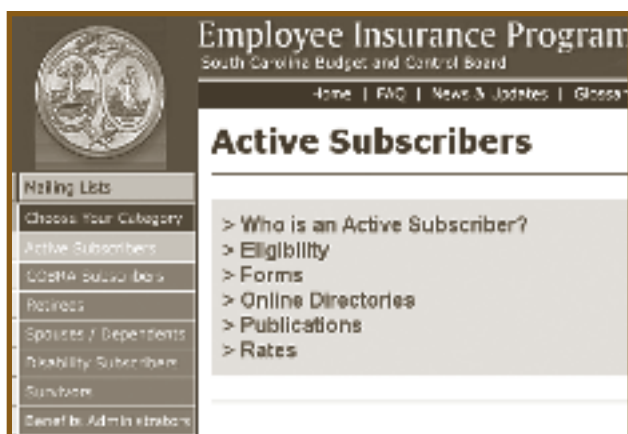 Employee Insurance Program
South Carolina Budget and Control Board
Home | FAQ | News & Updates | Glossar
Active Subscribers
Mailing Lists
Choose Your Category
Active Subscribers
COBRA Subscribers
Retirees
Spouses / Dependents
Disability Subscribers
Survivors
Benefits Administrators
> Who is an Active Subscriber?
> Eligibility
> Forms
> Online Directories
> Publications
> Rates